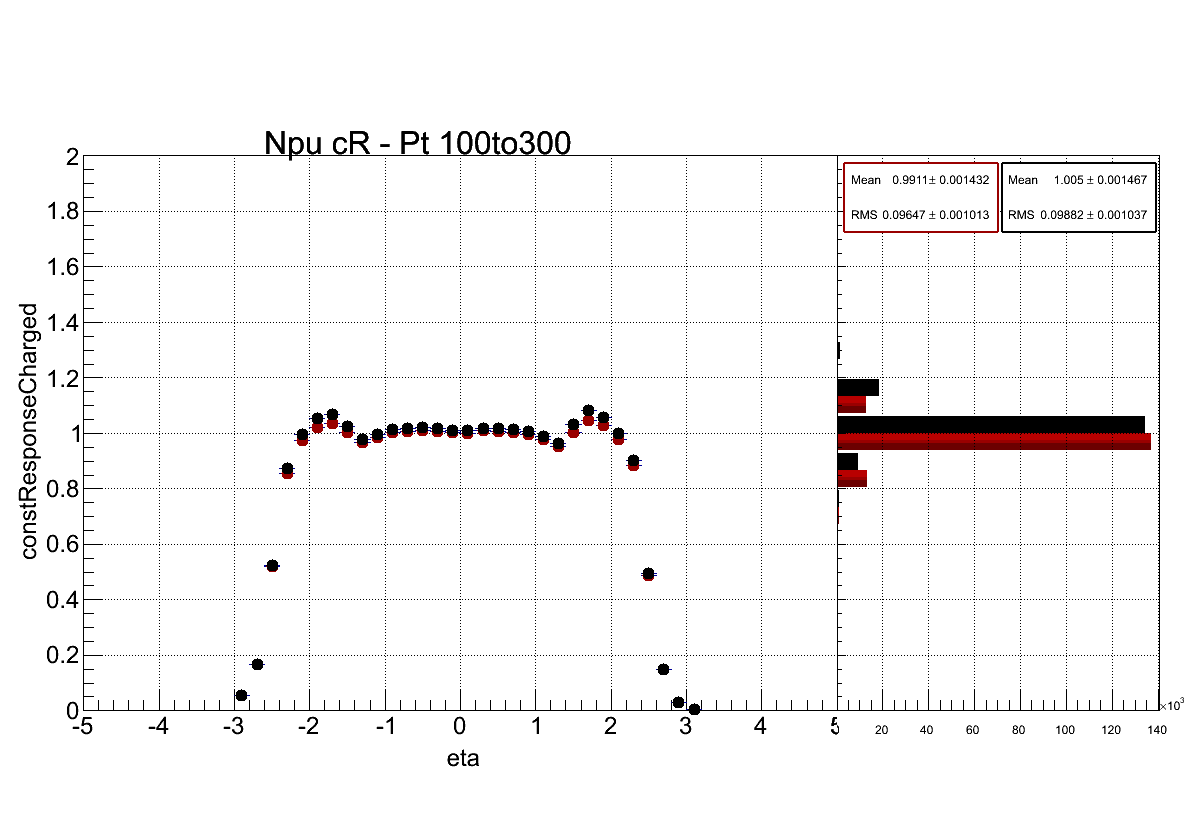 Npu cR - Pt 100to300
constResponseCharged
2
1.8
1.6
1.4
1.2
1
0.8
0.6
0.4
0.2
0
-5 -4 -3 -2 -1 0 1 2 3 4 5
eta
Mean 0.9911± 0.001432
RMS 0.09647 ± 0.001013
Mean 1.005 ± 0.001467
RMS 0.09882 ± 0.001037
20 40 60 80 100 120 140
×10³